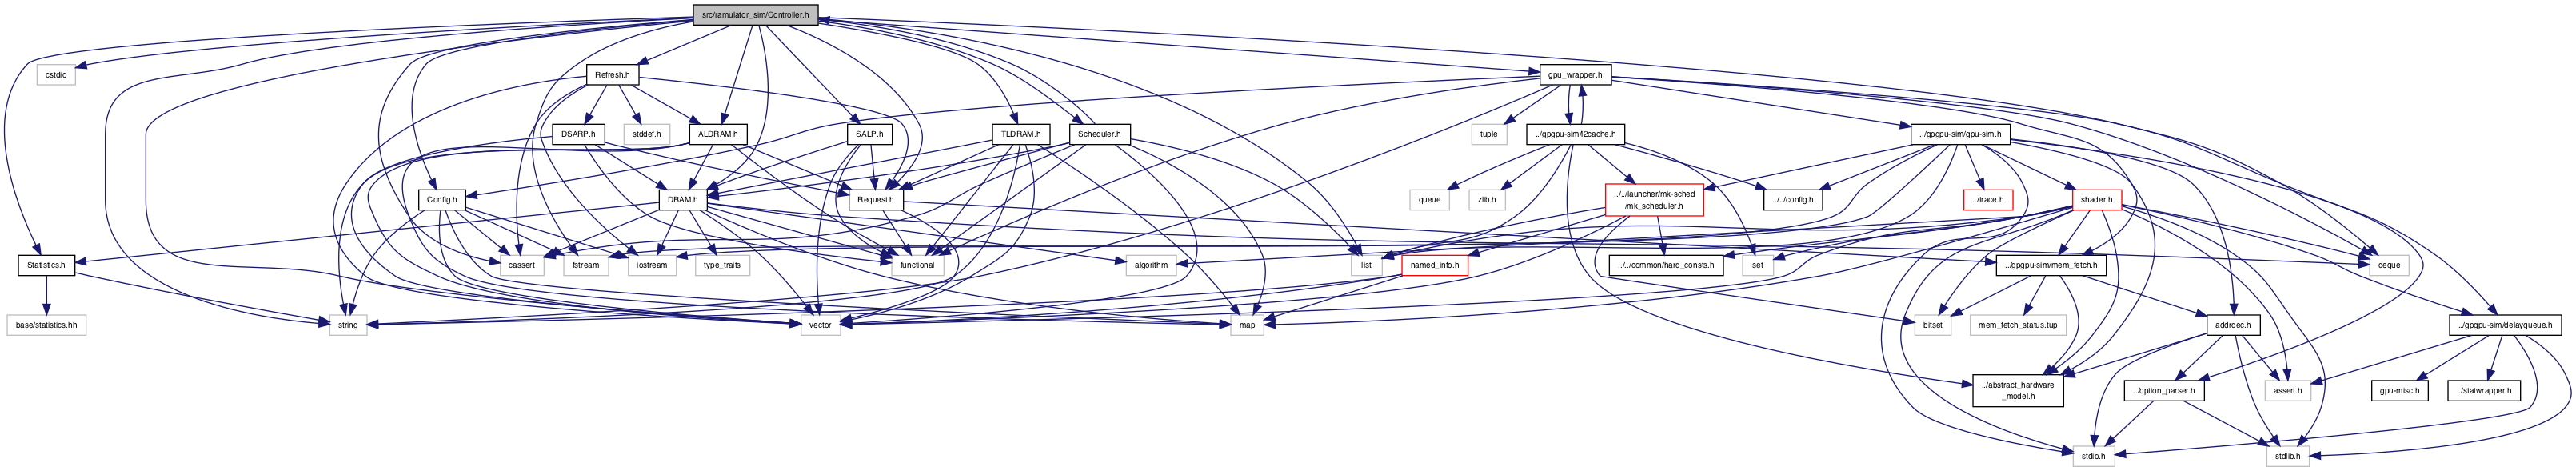 src/ramulator_sim/Controller.h
cstdio
Refresh.h
gpu_wrapper.h
DSARP.h
stddef.h
ALDRAM.h
SALP.h
TLDRAM.h
Scheduler.h
tuple
../gpgpu-sim/l2cache.h
../gpgpu-sim/gpu-sim.h
Config.h
DRAM.h
Request.h
queue
zlib.h
../../launcher/mk-sched
/mk_scheduler.h
../../config.h
../trace.h
shader.h
Statistics.h
cassert
fstream
iostream
type_traits
functional
algorithm
list
named_info.h
../../common/hard_consts.h
set
../gpgpu-sim/mem_fetch.h
deque
base/statistics.hh
string
vector
map
bitset
mem_fetch_status.tup
addrdec.h
../gpgpu-sim/delayqueue.h
../abstract_hardware
_model.h
../option_parser.h
assert.h
gpu-misc.h
../statwrapper.h
stdio.h
stdlib.h